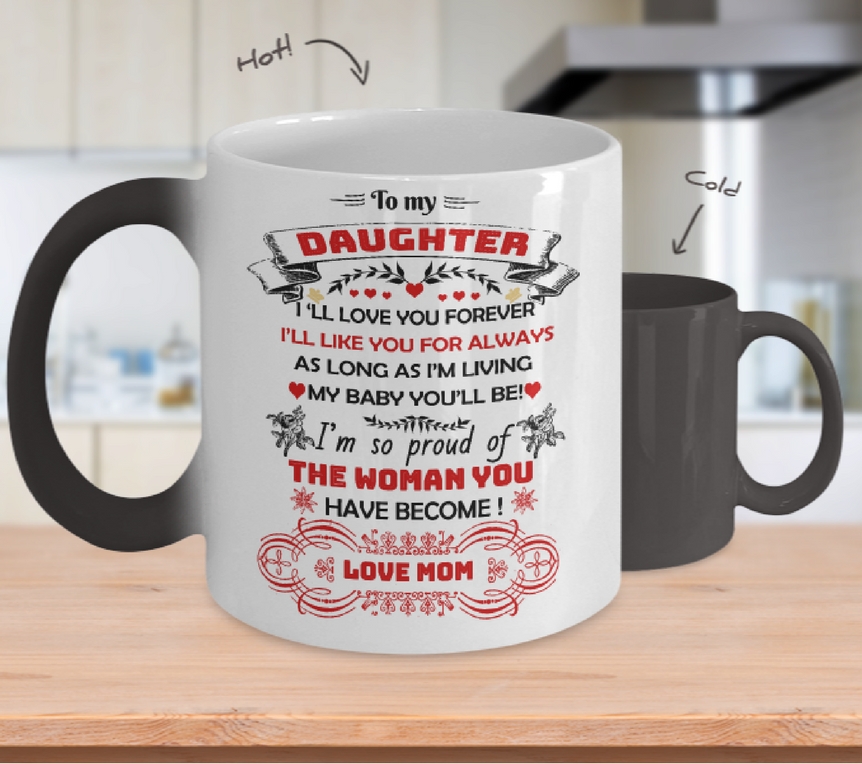 Hot!
Cold
To my
DAUGHTER
I 'LL LOVE YOU FOREVER
I'LL LIKE YOU FOR ALWAYS
AS LONG AS I'M LIVING
MY BABY YOU'LL BE!
I'm so proud of
THE WOMAN YOU
HAVE BECOME !
LOVE MOM